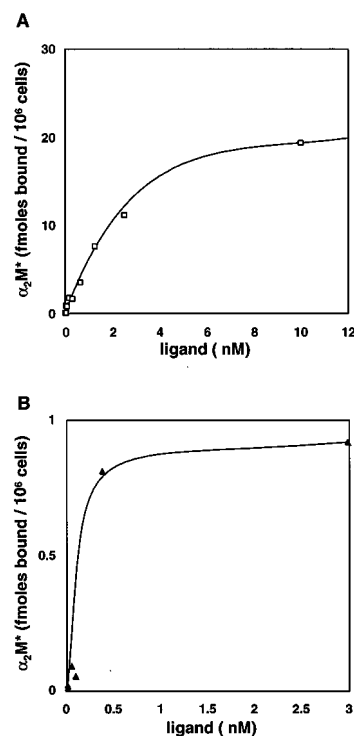 A
α₂M* (fmoles bound / 10⁶ cells)
30
20
10
0
0 2 4 6 8 10 12
ligand ( nM)
B
α₂M* (fmoles bound / 10⁶ cells)
1
0.5
0
0 0.5 1 1.5 2 2.5 3
ligand ( nM)